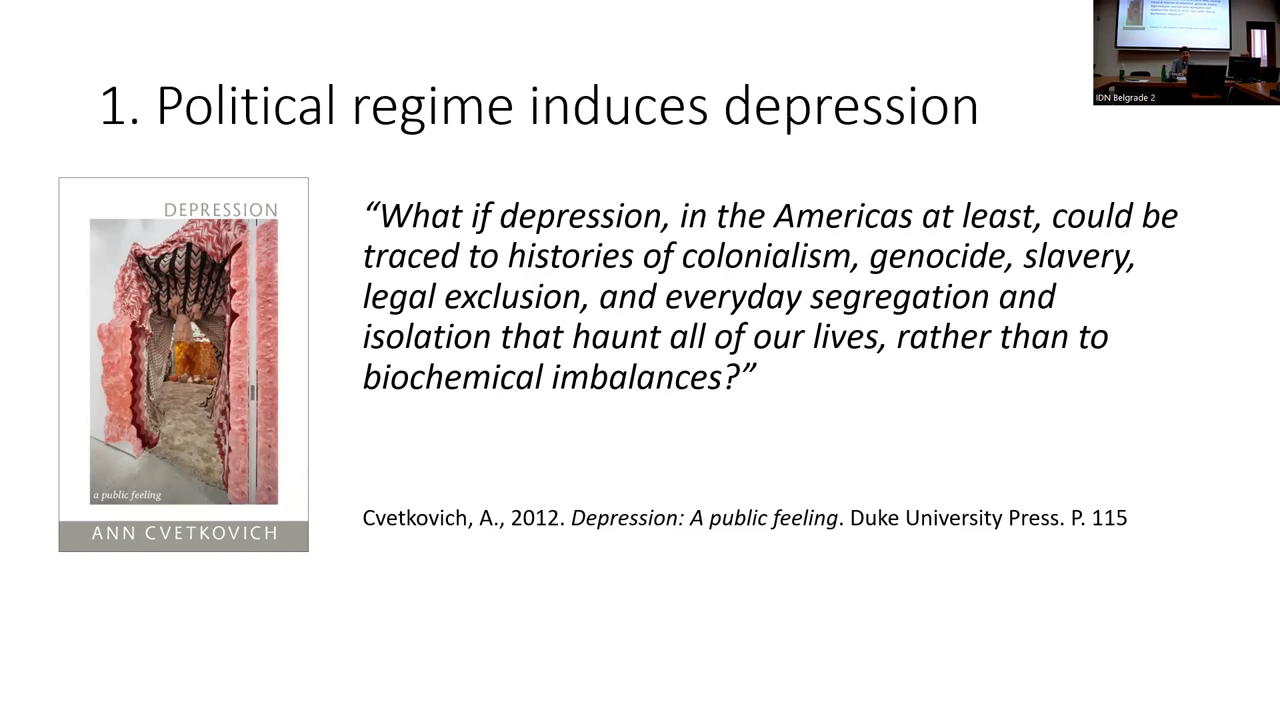 1. Political regime induces depression
IDN Belgrade 2
DEPRESSION
a public feeling
ANN CVETKOVICH
“What if depression, in the Americas at least, could be
traced to histories of colonialism, genocide, slavery,
legal exclusion, and everyday segregation and
isolation that haunt all of our lives, rather than to
biochemical imbalances?”
Cvetkovich, A., 2012. Depression: A public feeling. Duke University Press. P. 115